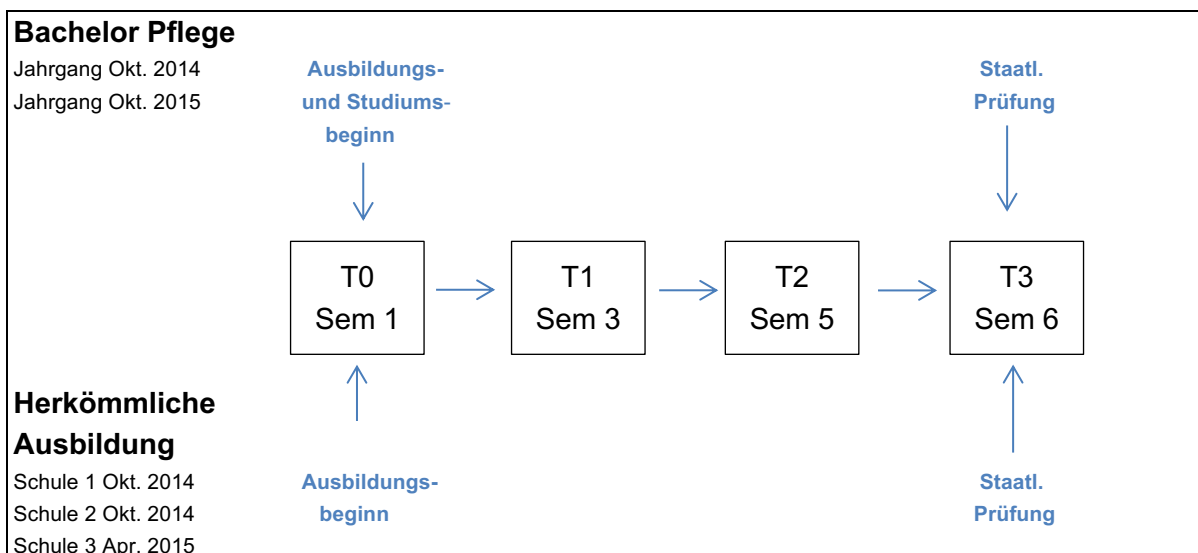 Bachelor Pflege
Jahrgang Okt. 2014
Jahrgang Okt. 2015
Ausbildungs-
und Studiums-
beginn
Staatl.
Prüfung
T0
Sem 1
T1
Sem 3
T2
Sem 5
T3
Sem 6
Herkömmliche
Ausbildung
Schule 1 Okt. 2014
Schule 2 Okt. 2014
Schule 3 Apr. 2015
Ausbildungs-
beginn
Staatl.
Prüfung